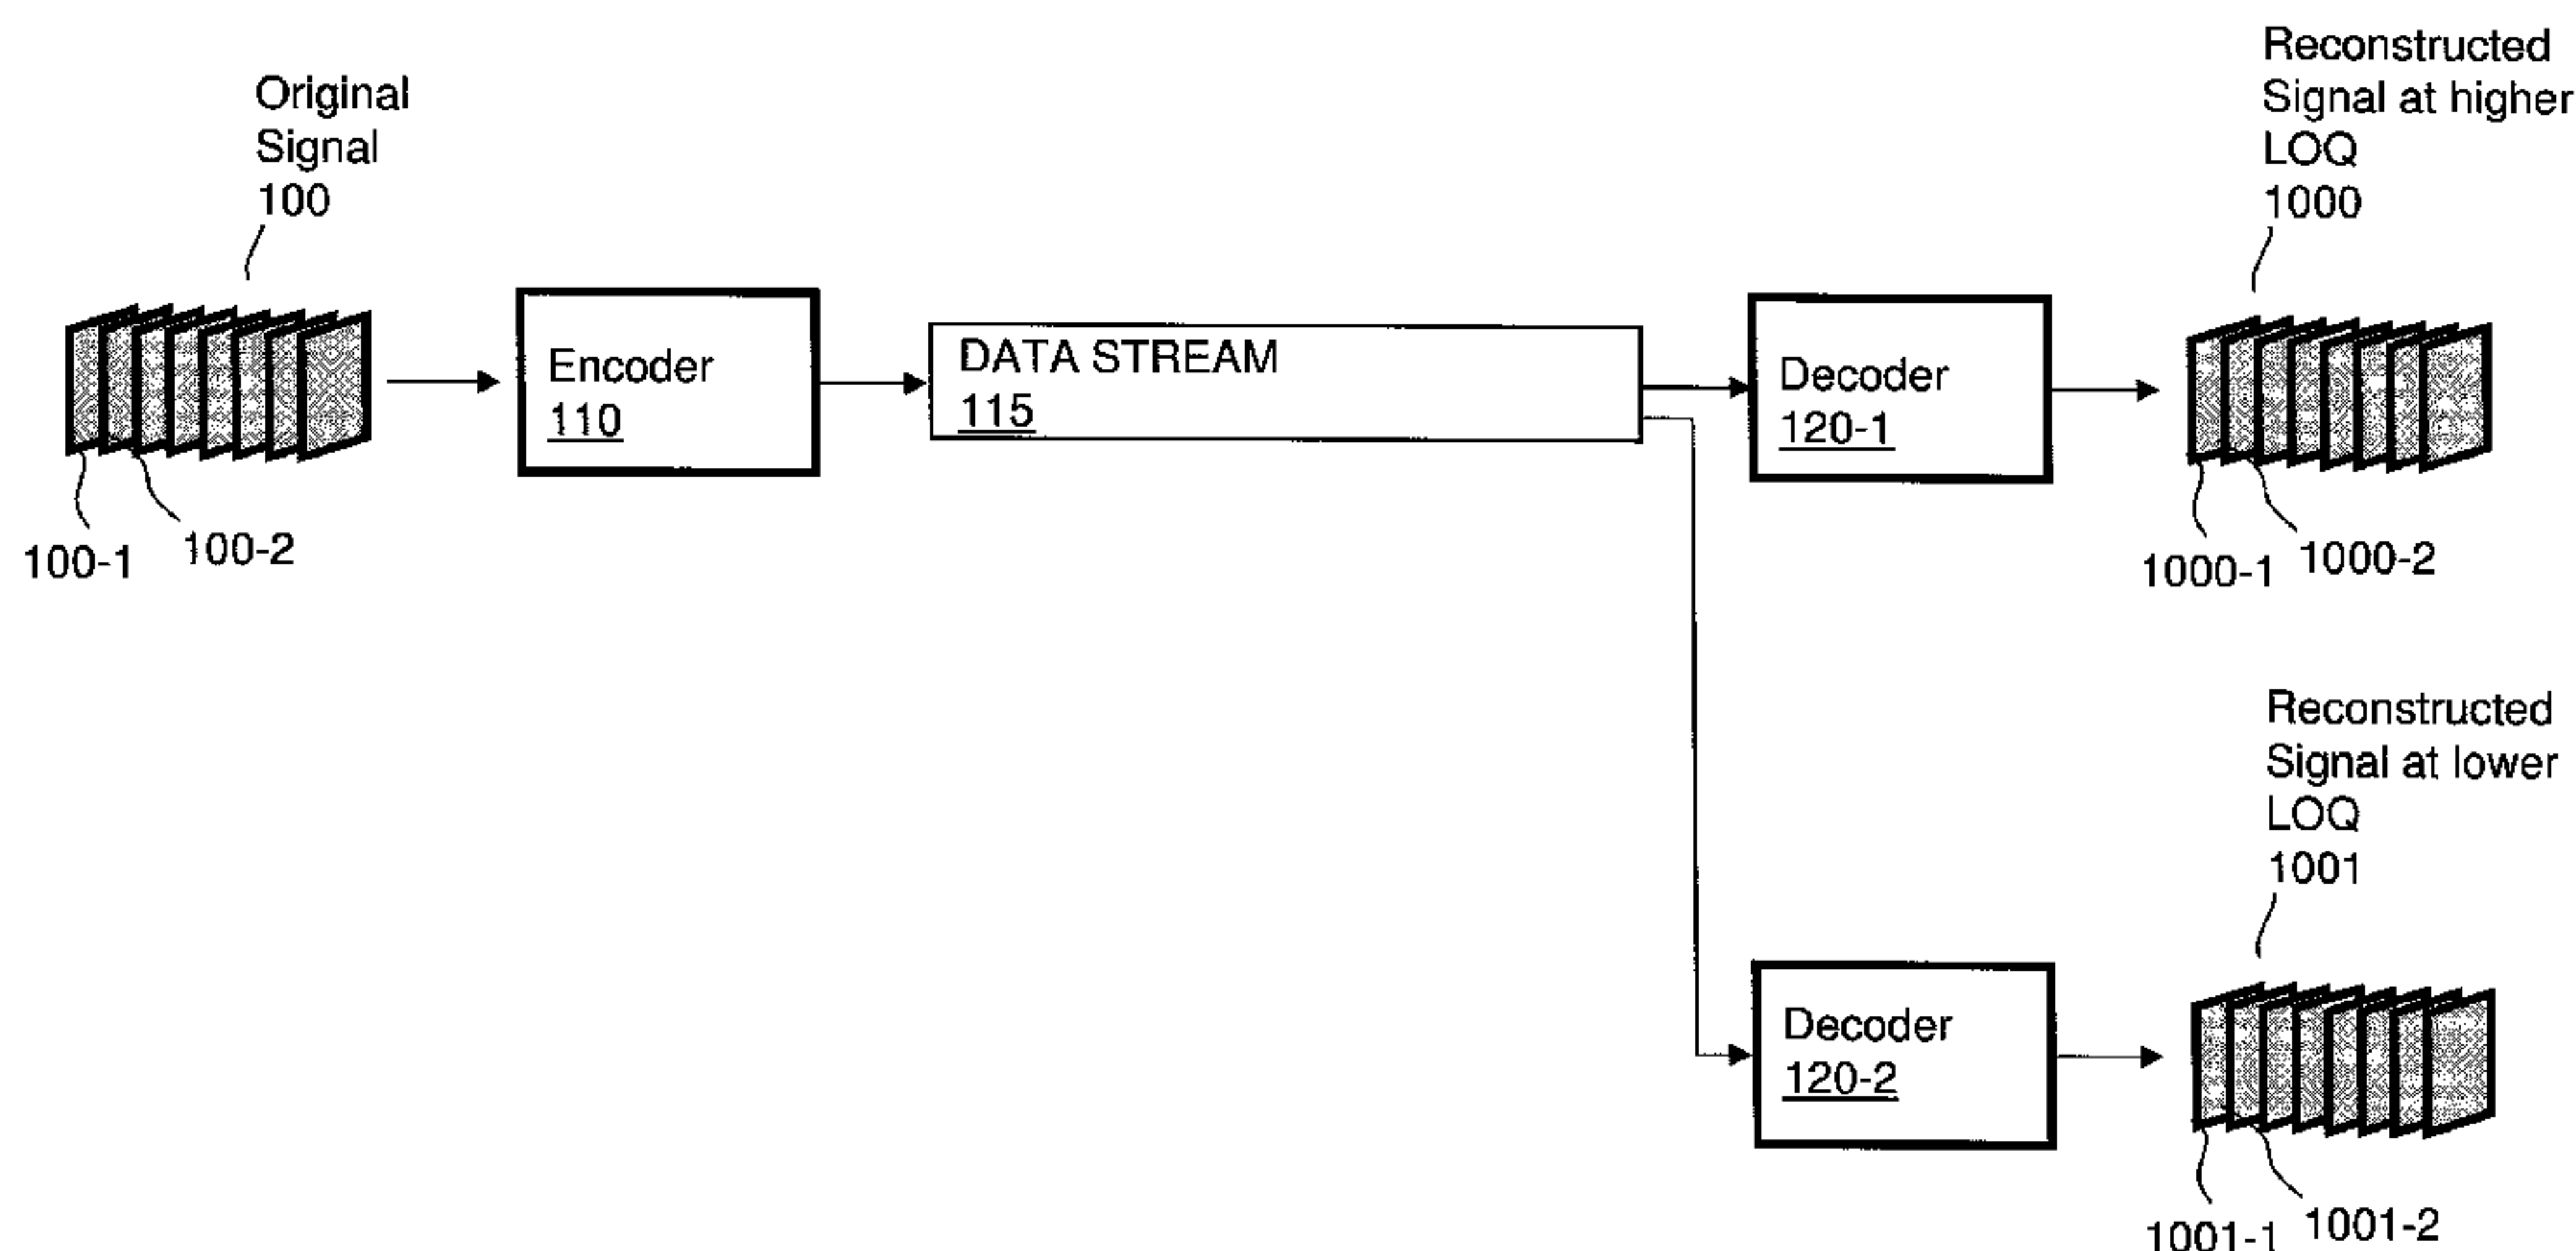 Original
Signal
100
100-1
100-2
Encoder
110
DATA STREAM
115
Decoder
120-1
Reconstructed
Signal at higher
LOQ
1000
1000-1
1000-2
Decoder
120-2
Reconstructed
Signal at lower
LOQ
1001
1001-1
1001-2